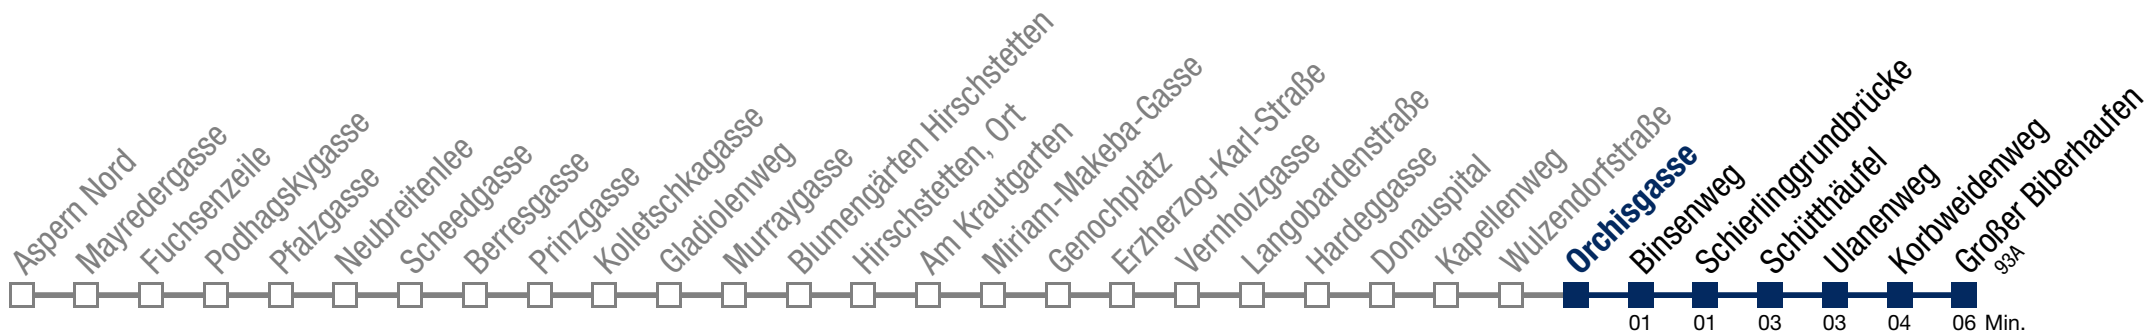 Aspern Nord
Mayredergasse
Fuchsenzeile
Podhagskygasse
Pfalzgasse
Neubreitenlee
Scheedgasse
Berresgasse
Prinzgasse
Kolletschkagasse
Gladiolenweg
Murraygasse
Blumengärten Hirschstetten
Hirschstetten, Ort
Am Krautgarten
Miriam-Makeba-Gasse
Genochplatz
Erzherzog-Karl-Straße
Vernholzgasse
Langobardenstraße
Hardeggasse
Donauspital
Kapellenweg
Wulzendorfstraße
Orchisgasse
Binsenweg
Schierlinggrundbrücke
Schütthäufel
Ulanenweg
Korbweidenweg
Großer Biberhaufen
93A
01 01 03 03 04 06 Min.